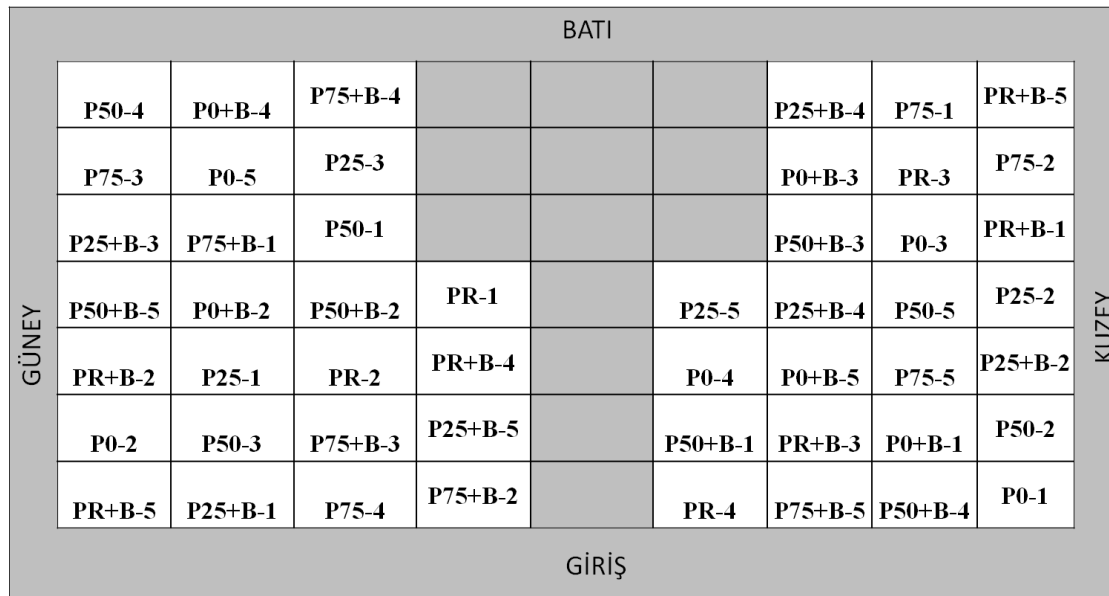 BATI
P50-4 P0+B-4 P75+B-4 P25+B-4 P75-1 PR+B-5
P75-3 P0-5 P25-3 P0+B-3 PR-3 P75-2
P25+B-3 P75+B-1 P50-1 P50+B-3 P0-3 PR+B-1
GÜNEY
P50+B-5 P0+B-2 P50+B-2 PR-1 P25-5 P25+B-4 P50-5 P25-2
KUZEY
PR+B-2 P25-1 PR-2 PR+B-4 P0-4 P0+B-5 P75-5 P25+B-2
P0-2 P50-3 P75+B-3 P25+B-5 P50+B-1 PR+B-3 P0+B-1 P50-2
PR+B-5 P25+B-1 P75-4 P75+B-2 PR-4 P75+B-5 P50+B-4 P0-1
GİRİŞ